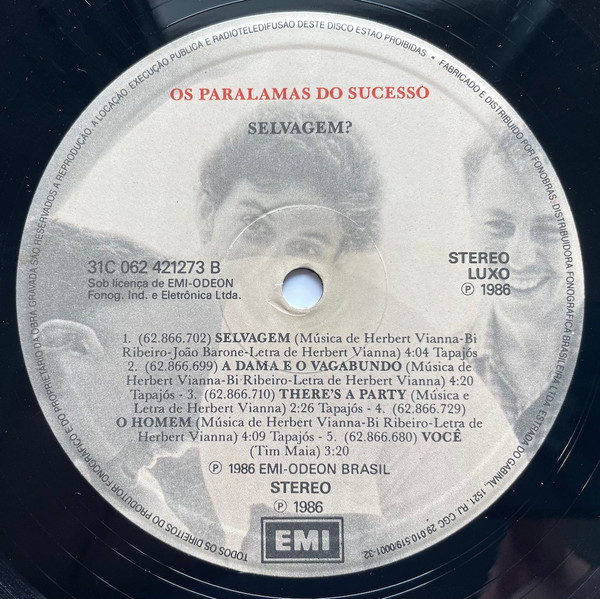 TODOS OS DIREITOS DO PRODUTOR FONOGRÁFICO E DO PROPRIETÁRIO DA OBRA GRAVADA SÃO RESERVADOS A REPRODUÇÃO. A LOCAÇÃO, EXECUÇÃO PUBLICA E RADIOTELEDIFUSÃO DESTE DISCO ESTÃO PROIBIDAS • FABRICADO E DISTRIBUIDO POR FONOBRAS: DISTRIBUIDORA FONOGRÁFICA BRASILEIRA LTDA. ESTRADA DO GABINAL, 1521. RJ. CGC 29.010.519/0001-32.
OS PARALAMAS DO SUCESSO
SELVAGEM?
31C 062 421273 B
Sob licença de EMI-ODEON
Fonog. Ind. e Eletrônica Ltda.
STEREO
LUXO
℗ 1986
1. (62.866.702) SELVAGEM (Música de Herbert Vianna-Bi
Ribeiro-João Barone-Letra de Herbert Vianna) 4:04 Tapajós
2. (62.866.699) A DAMA E O VAGABUNDO (Música de
Herbert Vianna-Bi Ribeiro-Letra de Herbert Vianna) 4:20
Tapajós - 3. (62.866.710) THERE'S A PARTY (Música e
Letra de Herbert Vianna) 2:26 Tapajós - 4. (62.866.729)
O HOMEM (Música de Herbert Vianna-Bi Ribeiro-Letra de
Herbert Vianna) 4:09 Tapajós - 5. (62.866.680) VOCÊ
(Tim Maia) 3:20
℗ 1986 EMI-ODEON BRASIL
STEREO
℗ 1986
EMI